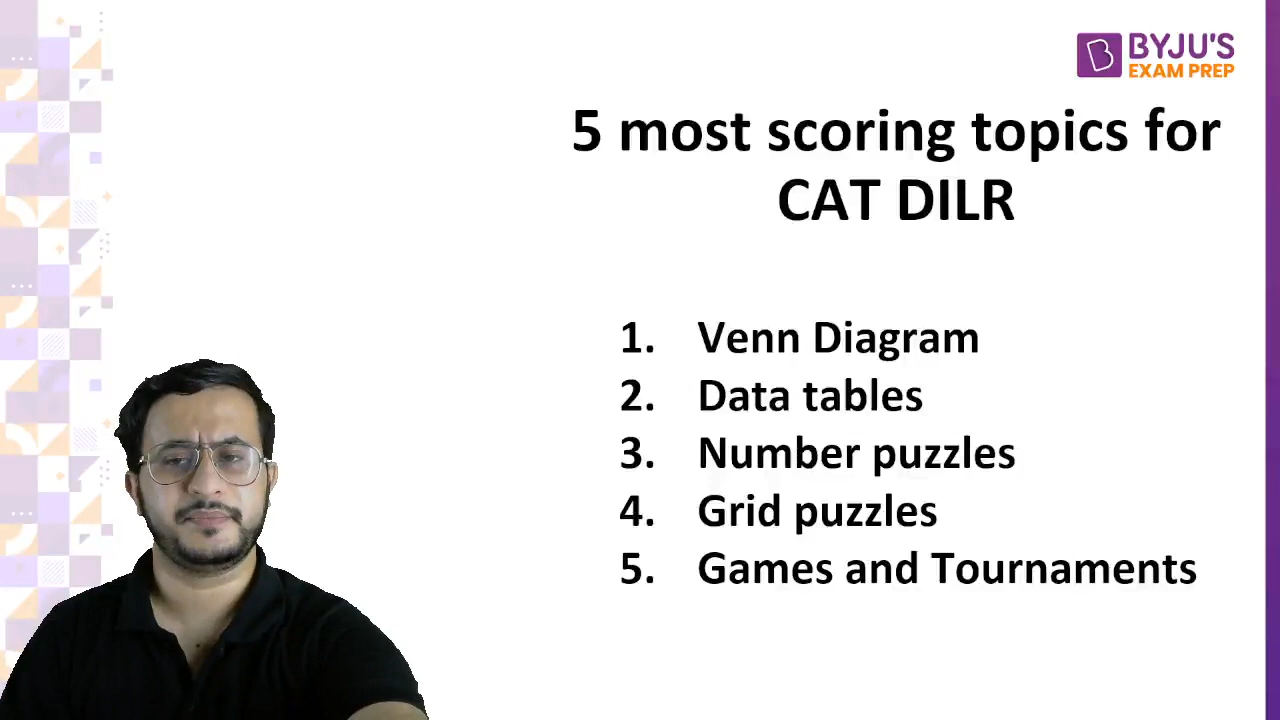 BYJU'S
EXAM PREP
5 most scoring topics for
CAT DILR
1. Venn Diagram
2. Data tables
3. Number puzzles
4. Grid puzzles
5. Games and Tournaments